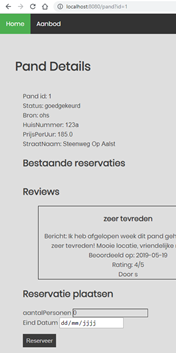 localhost:8080/pand?id=1
Home
Aanbod
Pand Details
Pand id: 1
Status: goedgekeurd
Bron: ohs
HuisNummer: 123a
PrijsPerUur: 185.0
StraatNaam: Steenweg Op Aalst
Bestaande reservaties
Reviews
zeer tevreden
Bericht: Ik heb afgelopen week dit pand geh
zeer tevreden! Mooie locatie, vriendelijke
Beoordeeld op: 2019-05-19
Rating: 4/5
Door s
Reservatie plaatsen
aantalPersonen 0
Eind Datum dd/mm/jjjj
Reserveer